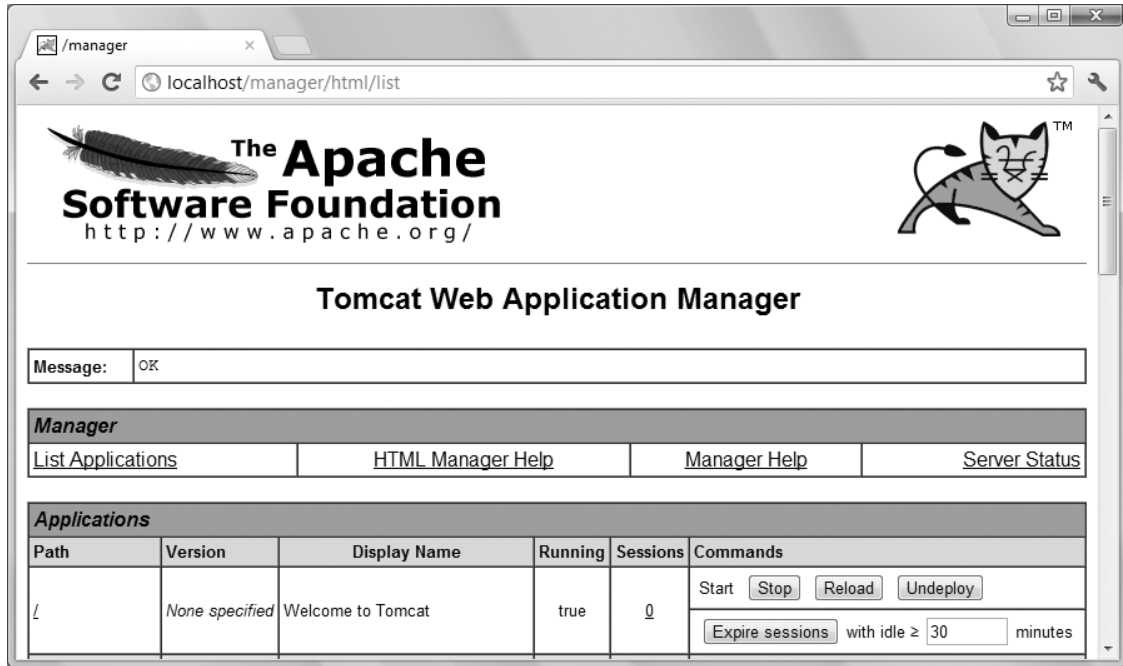 /manager
localhost/manager/html/list
The Apache
Software Foundation
http://www.apache.org/
TM
Tomcat Web Application Manager
Message: OK
Manager
List Applications HTML Manager Help Manager Help Server Status
Applications
Path Version Display Name Running Sessions Commands
/ None specified Welcome to Tomcat true 0 Start Stop Reload Undeploy
Expire sessions with idle ≥ 30 minutes